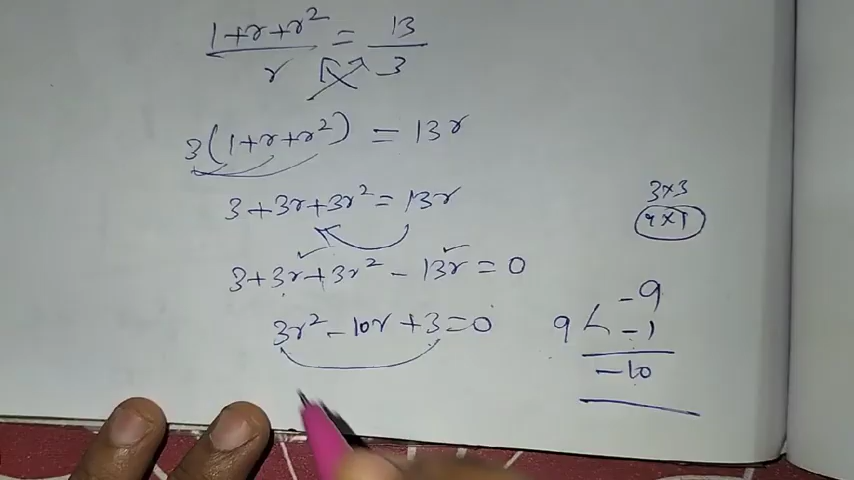 1+r+r² / r = 13 / 3
3(1+r+r²) = 13r
3+3r+3r² = 13r
3+3r+3r² - 13r = 0
3r² - 10r + 3 = 0
3×3
9×1
9 < -9
-1
-10